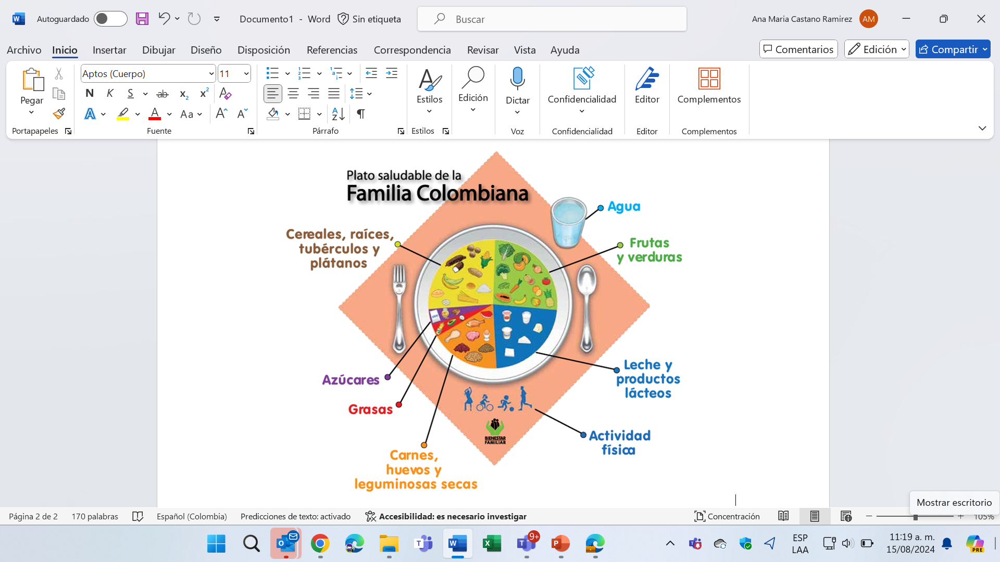 Autoguardado
Documento1 - Word
Sin etiqueta
Buscar
Ana Maria Castano Ramirez
AM
Archivo
Inicio
Insertar
Dibujar
Diseño
Disposición
Referencias
Correspondencia
Revisar
Vista
Ayuda
Comentarios
Edición
Compartir
Pegar
Portapapeles
Aptos (Cuerpo)
11
N K S ab x₂ x²
A A Aa A A
Fuente
Párrafo
Estilos
Estilos
Edición
Dictar
Voz
Confidencialidad
Confidencialidad
Editor
Editor
Complementos
Complementos
Plato saludable de la
Familia Colombiana
Agua
Cereales, raíces,
tubérculos y
plátanos
Frutas
y verduras
Azúcares
Grasas
Leche y
productos
lácteos
BIENESTAR
FAMILIAR
Actividad
física
Carnes,
huevos y
leguminosas secas
Mostrar escritorio
Página 2 de 2
170 palabras
Español (Colombia)
Predicciones de texto: activado
Accesibilidad: es necesario investigar
Concentración
105%
9+
ESP
LAA
11:19 a. m.
15/08/2024
PRE